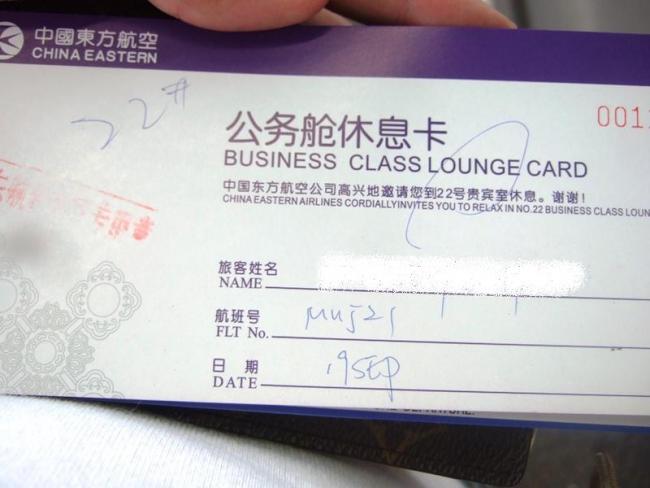 中國東方航空
CHINA EASTERN
22#
001
公务舱休息卡
BUSINESS CLASS LOUNGE CARD
中国东方航空公司高兴地邀请您到22号贵宾室休息。谢谢!
CHINA EASTERN AIRLINES CORDIALLYINVITES YOU TO RELAX IN NO.22 BUSINESS CLASS LOUN
旅客姓名
NAME
航班号 MU521
FLT No.
日期 19SEP
DATE